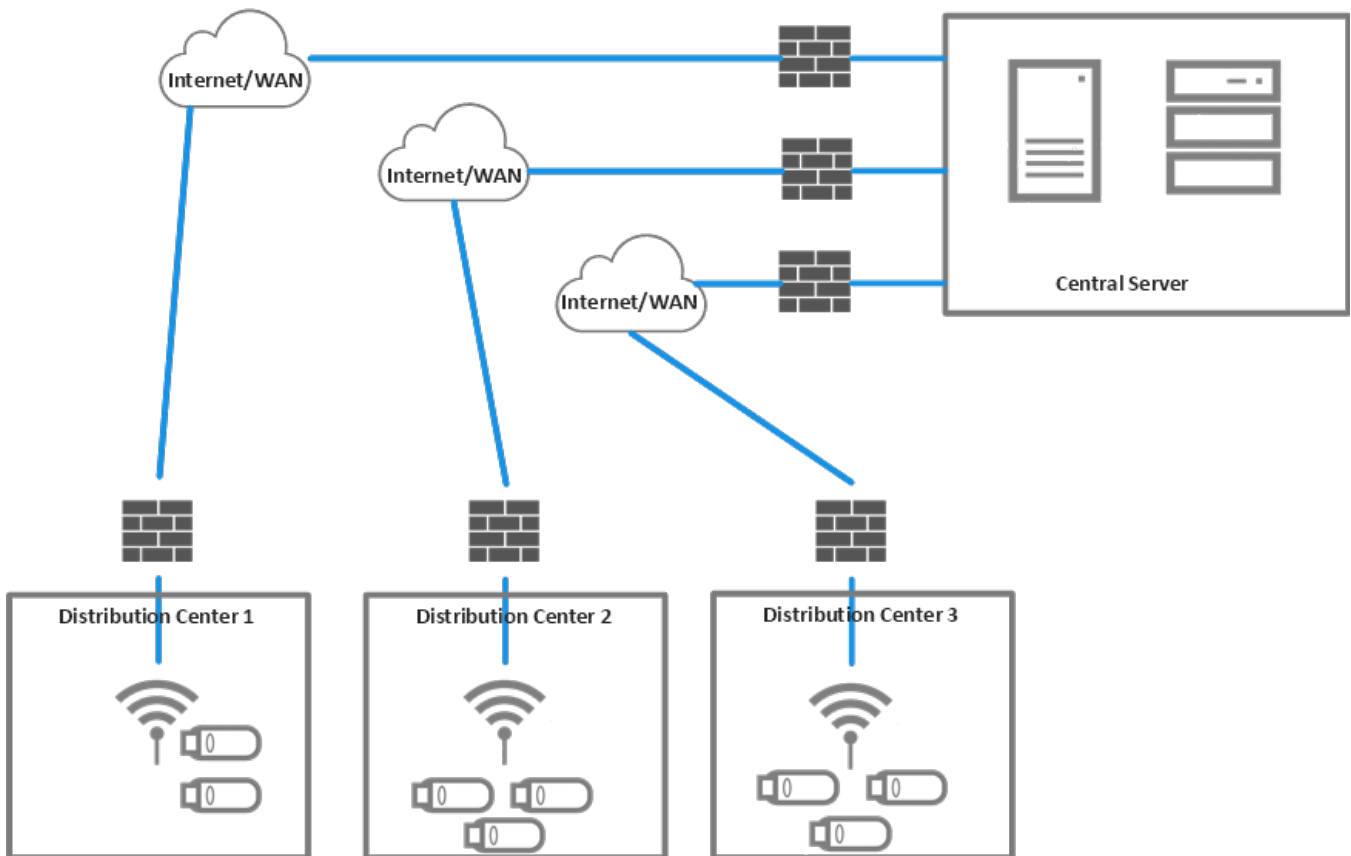 Internet/WAN
Internet/WAN
Internet/WAN
Central Server
Distribution Center 1
Distribution Center 2
Distribution Center 3